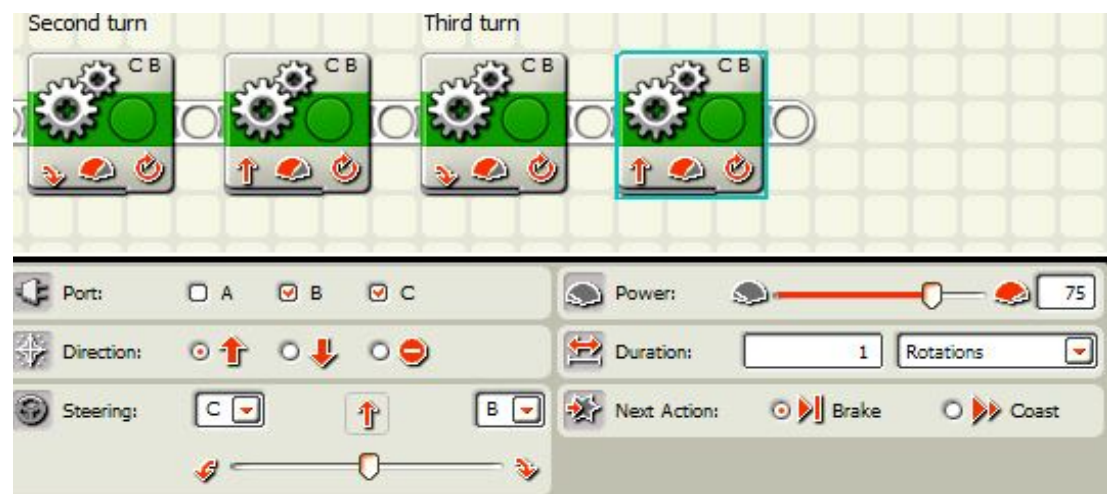 Second turn Third turn
C B C B C B C B
Port: A B C Power: 75
Direction: Duration: 1 Rotations
Steering: C B Next Action: Brake Coast